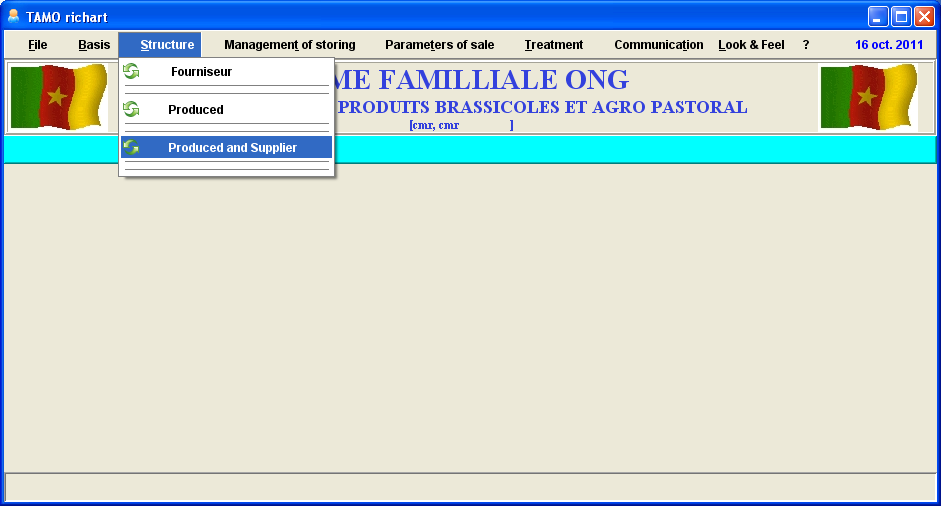 TAMO richart
File Basis Structure Management of storing Parameters of sale Treatment Communication Look & Feel ? 16 oct. 2011
Fourniseur
Produced
Produced and Supplier
ME FAMILLIALE ONG
PRODUITS BRASSICOLES ET AGRO PASTORAL
[cmr, cmr ]